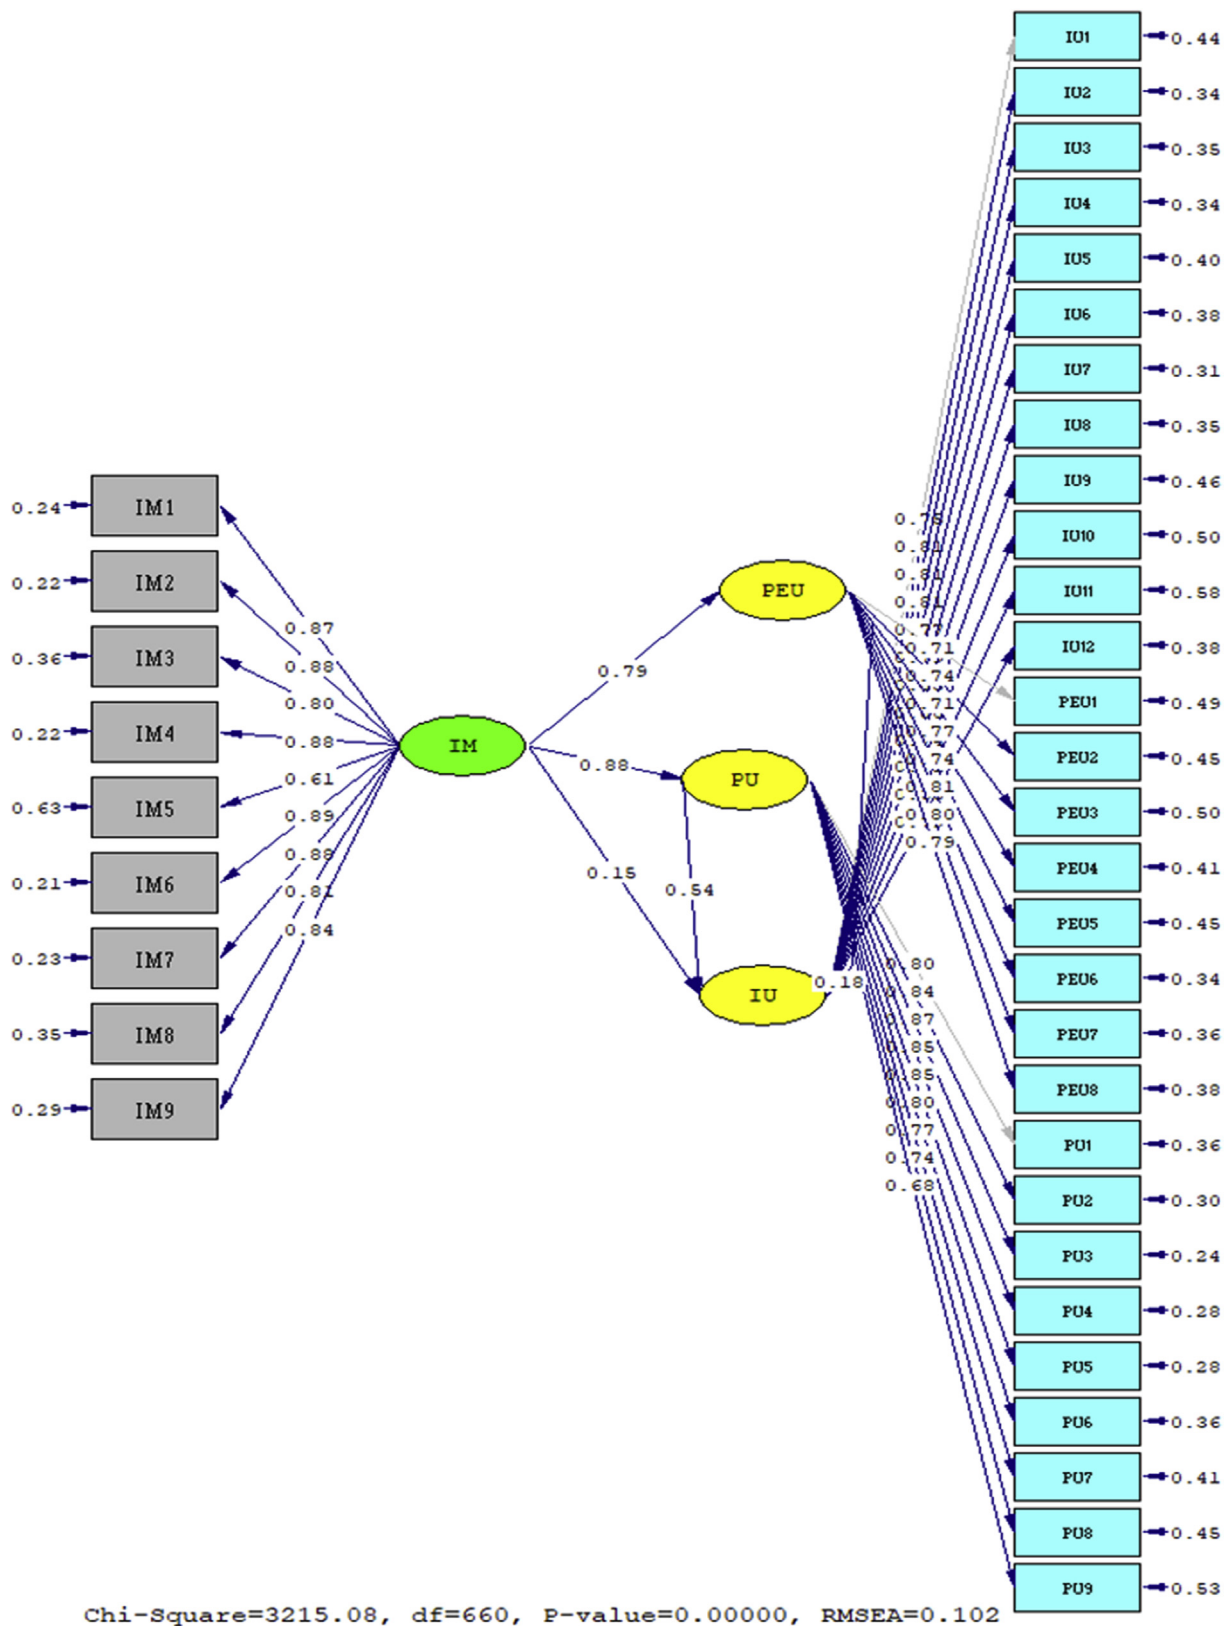 IU1 0.44
IU2 0.34
IU3 0.35
IU4 0.34
IU5 0.40
IU6 0.38
IU7 0.31
IU8 0.35
IU9 0.46
IU10 0.50
IU11 0.58
IU12 0.38
PEU1 0.49
PEU2 0.45
PEU3 0.50
PEU4 0.41
PEU5 0.45
PEU6 0.34
PEU7 0.36
PEU8 0.38
PU1 0.36
PU2 0.30
PU3 0.24
PU4 0.28
PU5 0.28
PU6 0.36
PU7 0.41
PU8 0.45
PU9 0.53
0.24 IM1
0.22 IM2
0.36 IM3
0.22 IM4
0.63 IM5
0.21 IM6
0.23 IM7
0.35 IM8
0.29 IM9
0.87
0.88
0.80
0.88
0.61
0.89
0.88
0.81
0.84
IM
PEU
PU
IU
0.79
0.88
0.15
0.54
0.18
0.81
0.81
0.81
0.77
0.71
0.74
0.71
0.77
0.74
0.81
0.80
0.79
0.80
0.84
0.87
0.85
0.85
0.80
0.77
0.74
0.68
Chi-Square=3215.08, df=660, P-value=0.00000, RMSEA=0.102